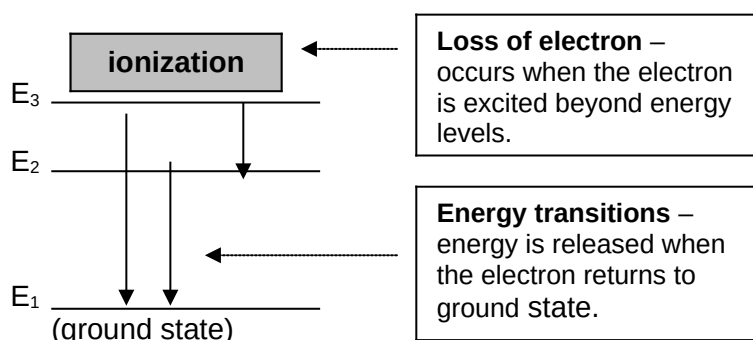 ionization
Loss of electron –
occurs when the electron
is excited beyond energy
levels.
E₃
E₂
Energy transitions –
energy is released when
the electron returns to
ground state.
E₁
(ground state)